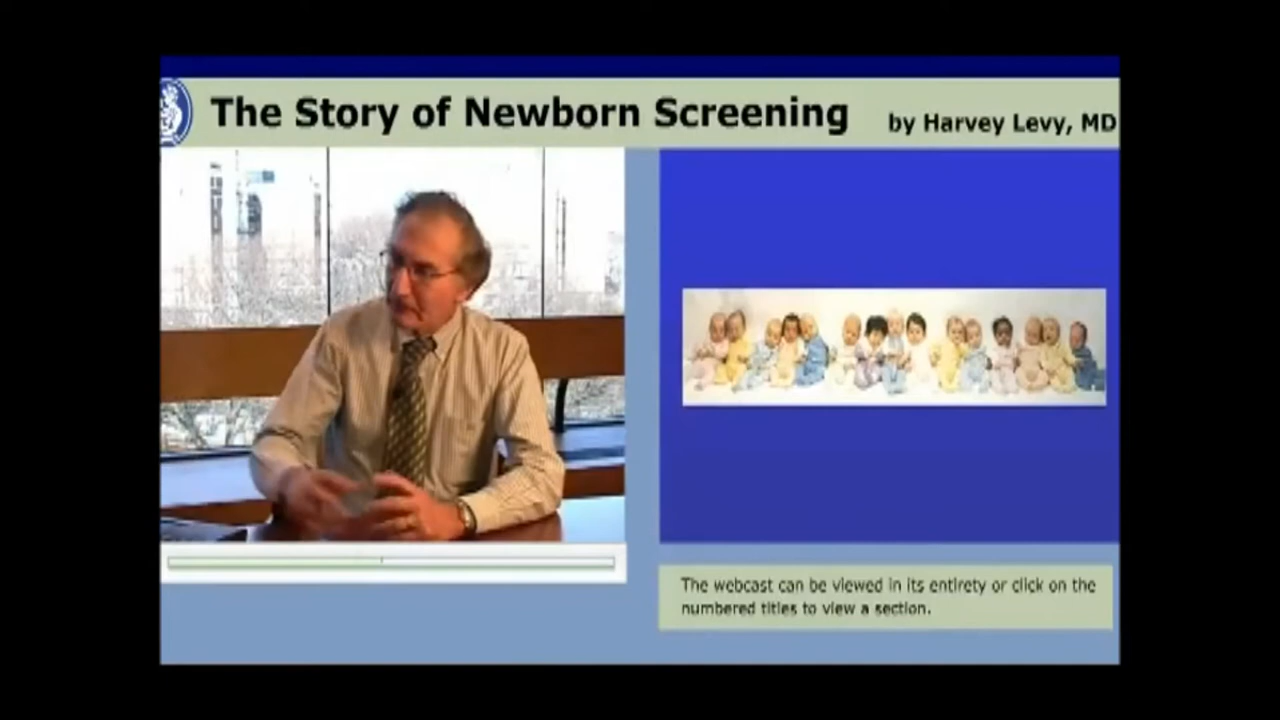 The Story of Newborn Screening
by Harvey Levy, MD
The webcast can be viewed in its entirety or click on the
numbered titles to view a section.